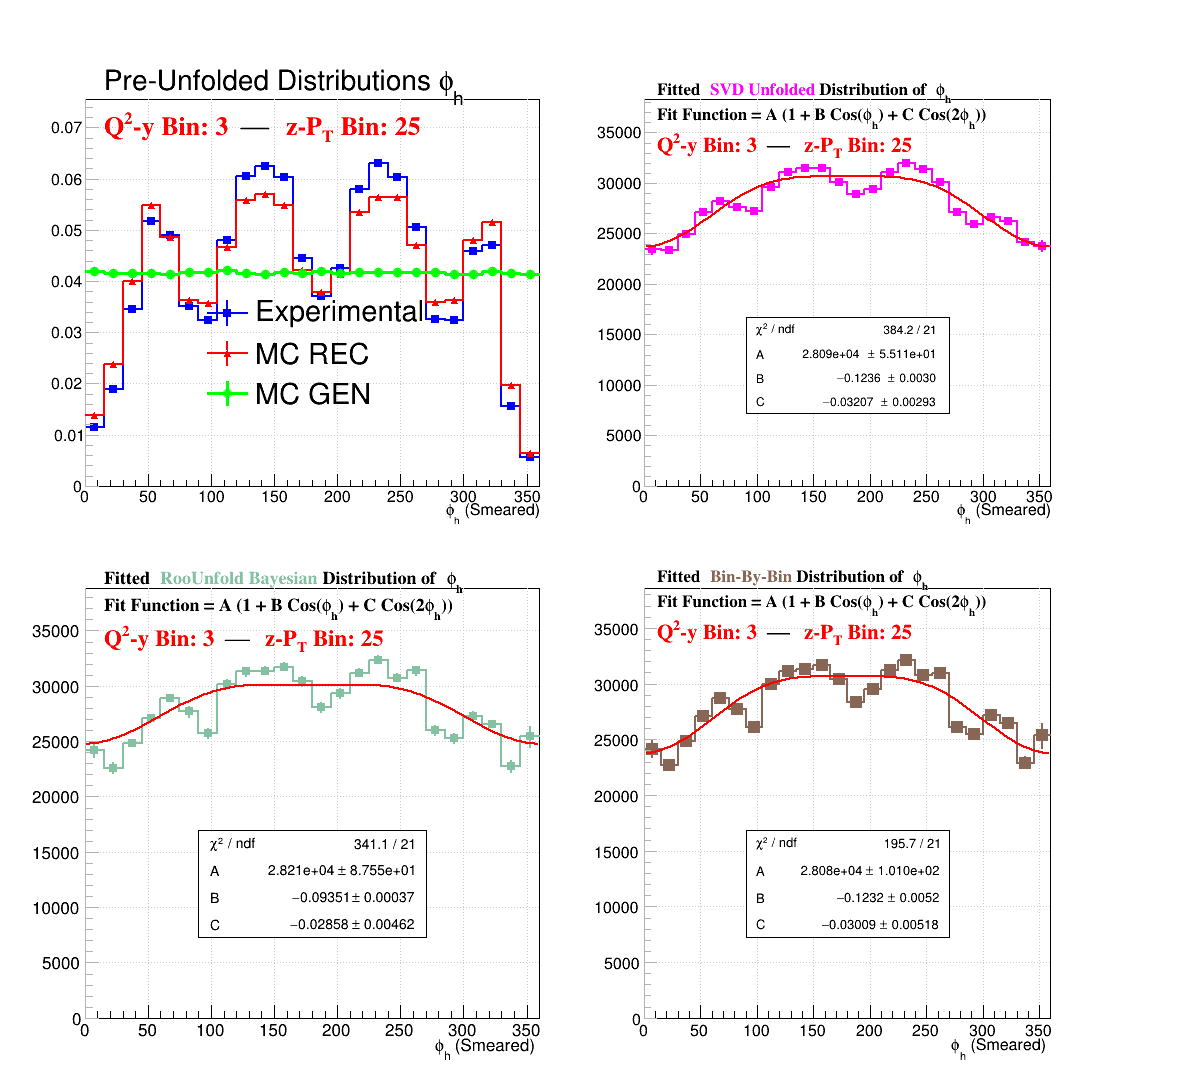 Pre-Unfolded Distributions ϕh
Q²-y Bin: 3 — z-PT Bin: 25
0.07
0.06
0.05
0.04
0.03
0.02
0.01
0
Experimental
MC REC
MC GEN
0 50 100 150 200 250 300 350
ϕh (Smeared)
Fitted SVD Unfolded Distribution of ϕh
Fit Function = A (1 + B Cos(ϕh) + C Cos(2ϕh))
Q²-y Bin: 3 — z-PT Bin: 25
35000
30000
25000
20000
15000
10000
5000
0
χ² / ndf 384.2 / 21
A 2.809e+04 ± 5.511e+01
B −0.1236 ± 0.0030
C −0.03207 ± 0.00293
0 50 100 150 200 250 300 350
ϕh (Smeared)
Fitted RooUnfold Bayesian Distribution of ϕh
Fit Function = A (1 + B Cos(ϕh) + C Cos(2ϕh))
Q²-y Bin: 3 — z-PT Bin: 25
35000
30000
25000
20000
15000
10000
5000
0
χ² / ndf 341.1 / 21
A 2.821e+04 ± 8.755e+01
B −0.09351 ± 0.00037
C −0.02858 ± 0.00462
0 50 100 150 200 250 300 350
ϕh (Smeared)
Fitted Bin-By-Bin Distribution of ϕh
Fit Function = A (1 + B Cos(ϕh) + C Cos(2ϕh))
Q²-y Bin: 3 — z-PT Bin: 25
35000
30000
25000
20000
15000
10000
5000
0
χ² / ndf 195.7 / 21
A 2.808e+04 ± 1.010e+02
B −0.1232 ± 0.0052
C −0.03009 ± 0.00518
0 50 100 150 200 250 300 350
ϕh (Smeared)